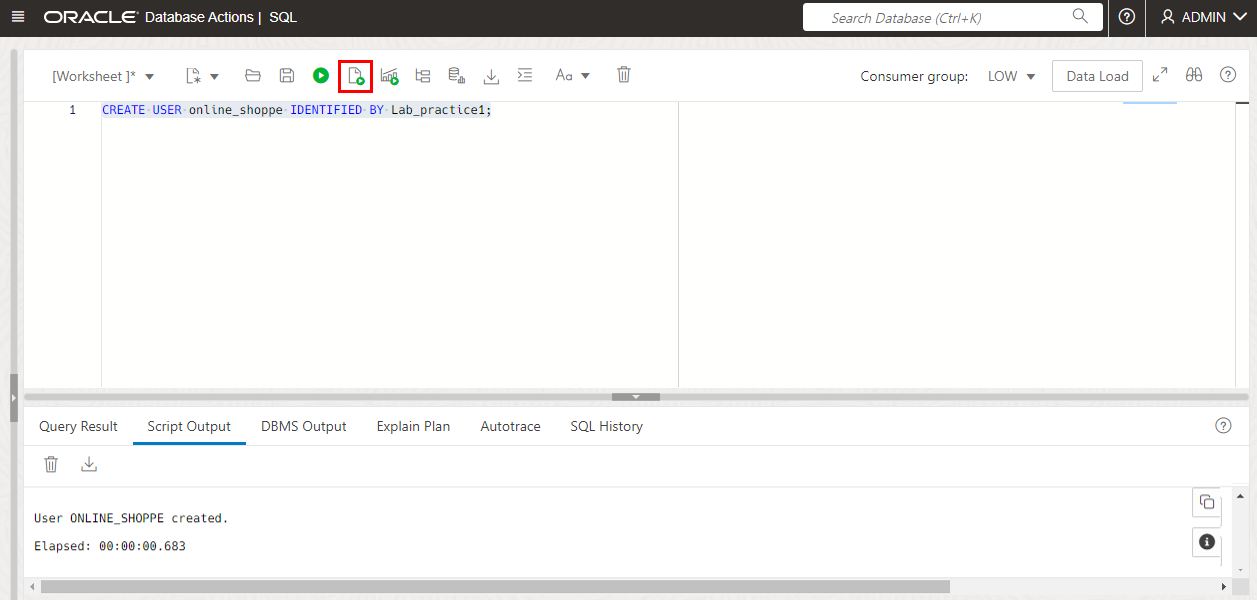 ORACLE Database Actions | SQL
Search Database (Ctrl+K)
ADMIN
[Worksheet ]*
Aa
Consumer group:
LOW
Data Load
1
CREATE USER online_shoppe IDENTIFIED BY Lab_practice1;
Query Result
Script Output
DBMS Output
Explain Plan
Autotrace
SQL History
User ONLINE_SHOPPE created.
Elapsed: 00:00:00.683